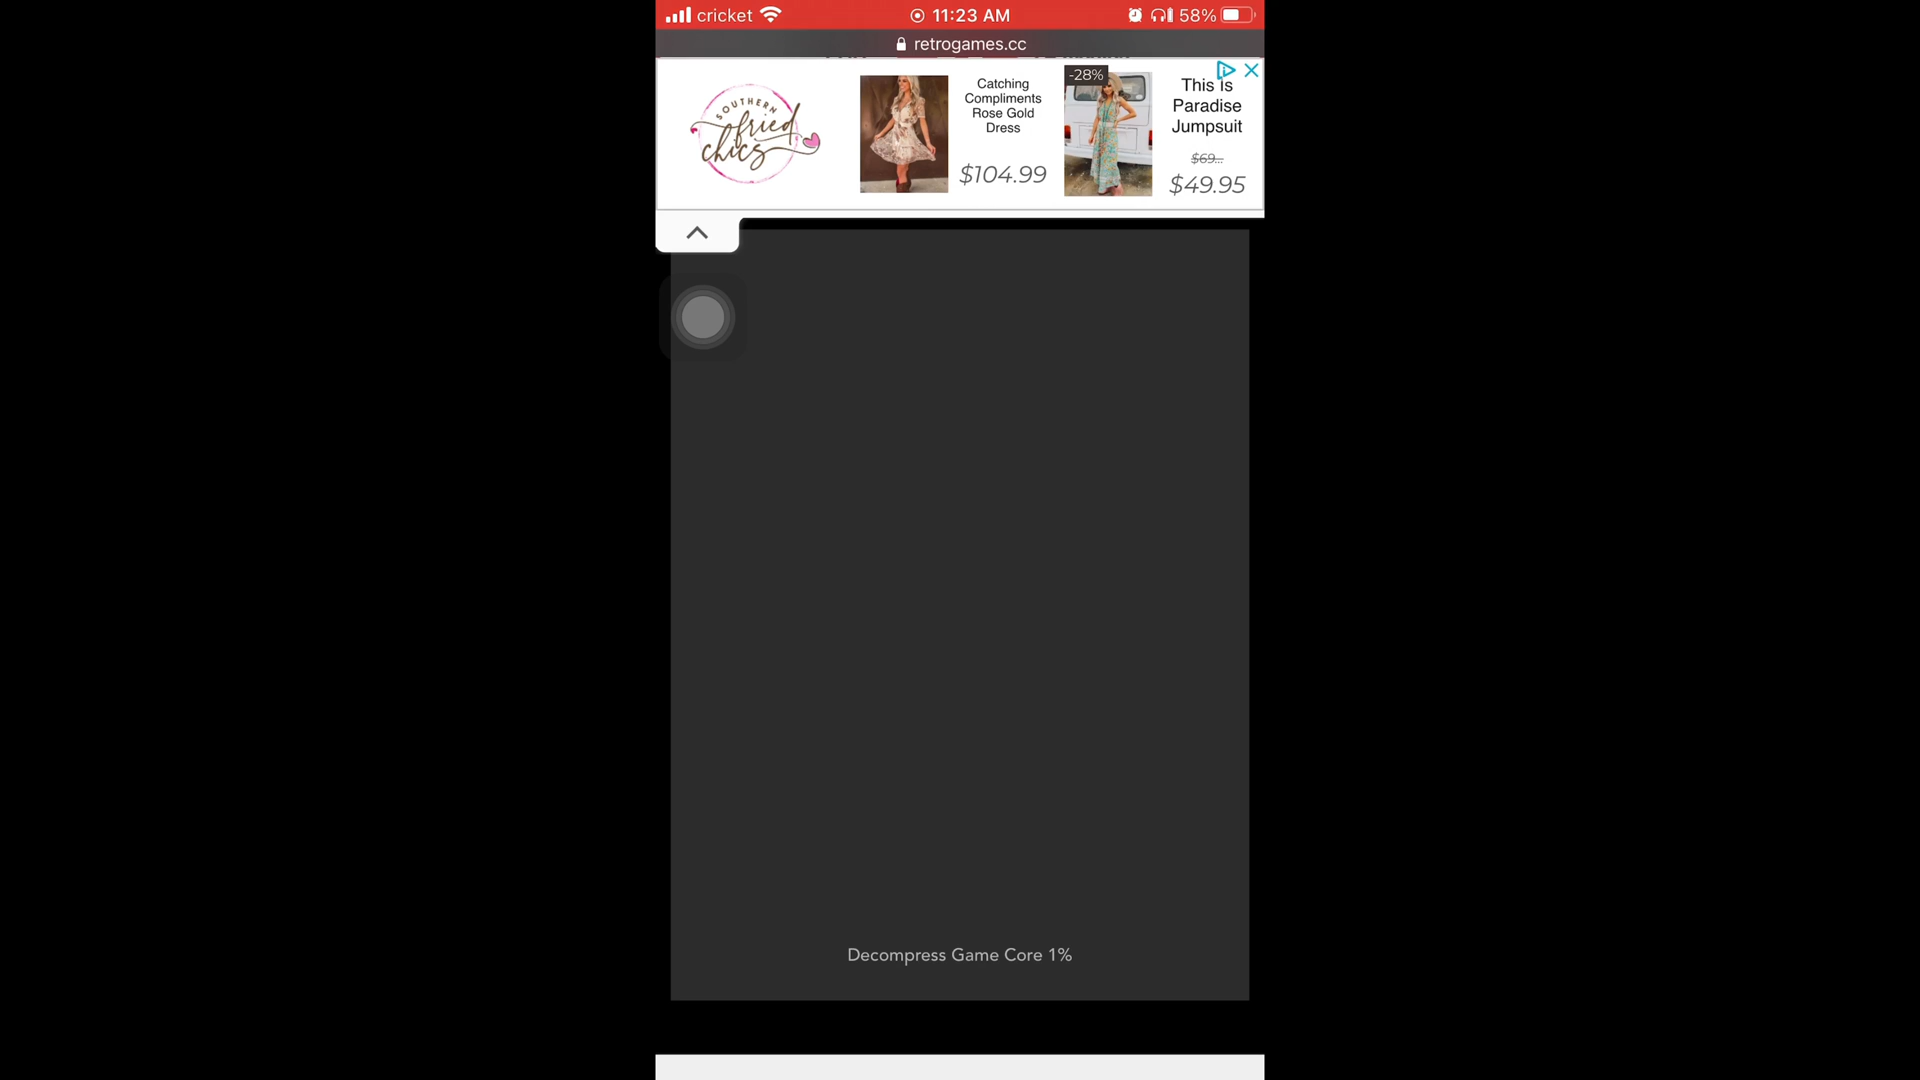 cricket 11:23 AM 58%
retrogames.cc
SOUTHERN
fried
chics
Catching
Compliments
Rose Gold
Dress
$104.99
-28%
This Is
Paradise
Jumpsuit
$69...
$49.95
Decompress Game Core 1%